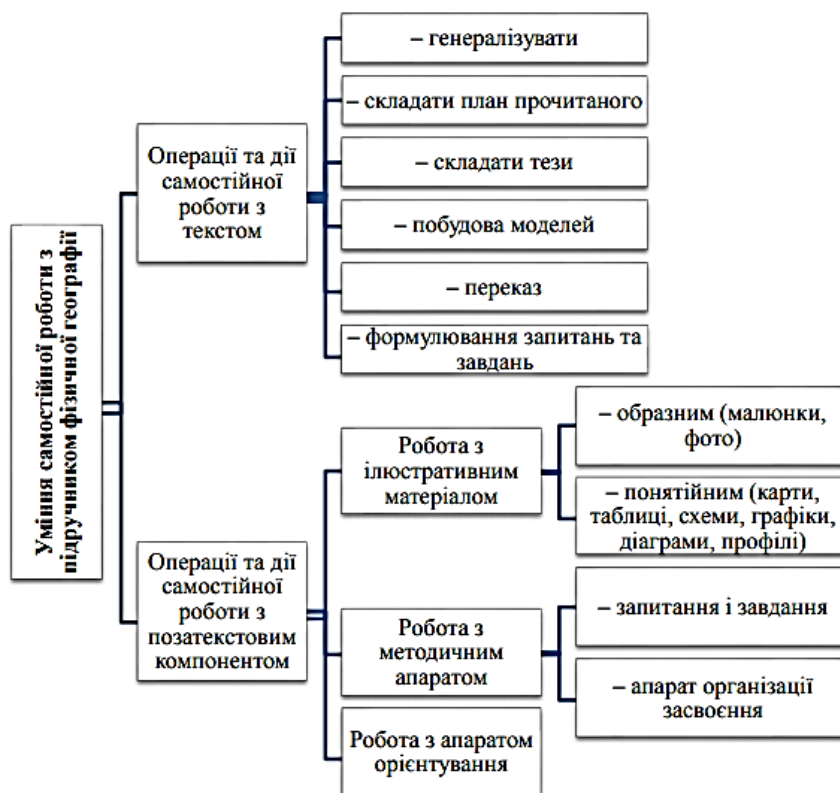 Уміння самостійної роботи з
підручником фізичної географії
Операції та дії
самостійної
роботи з
текстом
– генералізувати
– складати план прочитаного
– складати тези
– побудова моделей
– переказ
– формулювання запитань та
завдань
Операції та дії
самостійної
роботи з
позатекстовим
компонентом
Робота з
ілюстративним
матеріалом
– образним (малюнки,
фото)
– понятійним (карти,
таблиці, схеми, графіки,
діаграми, профілі)
Робота з
методичним
апаратом
– запитання і завдання
– апарат організації
засвоєння
Робота з апаратом
орієнтування